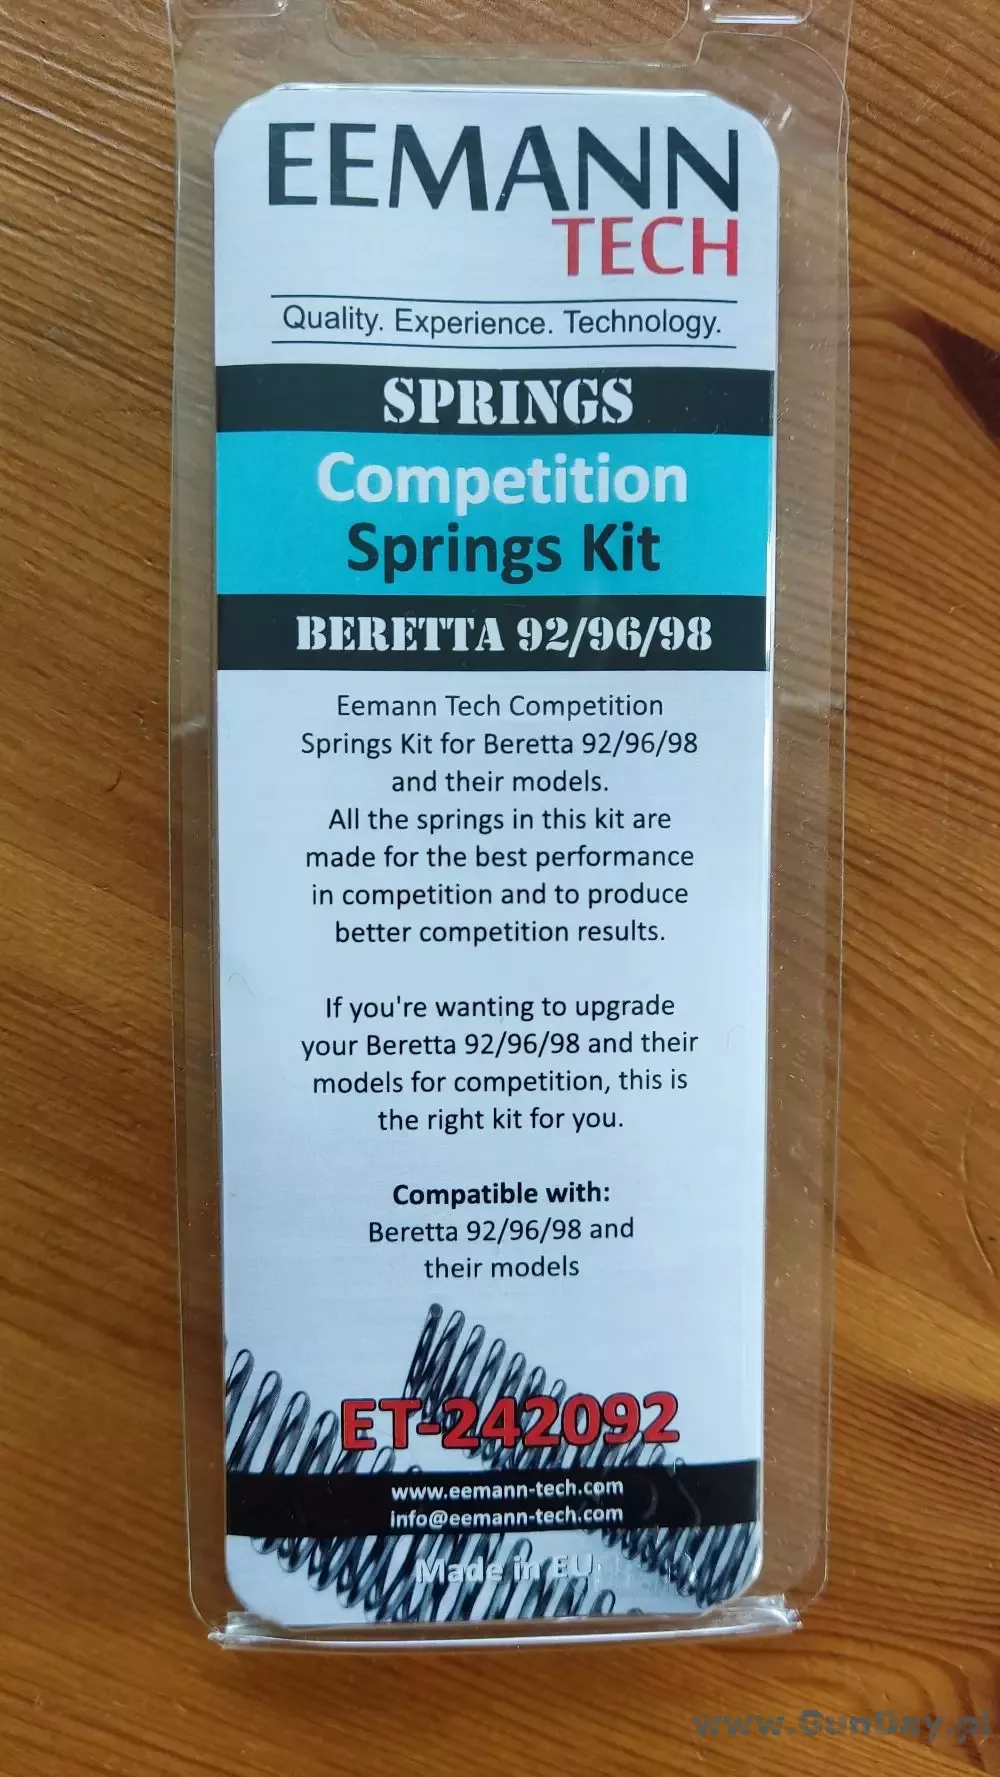 EEMANN
TECH
Quality. Experience. Technology.
SPRINGS
Competition
Springs Kit
BERETTA 92/96/98
Eemann Tech Competition
Springs Kit for Beretta 92/96/98
and their models.
All the springs in this kit are
made for the best performance
in competition and to produce
better competition results.
If you're wanting to upgrade
your Beretta 92/96/98 and their
models for competition, this is
the right kit for you.
Compatible with:
Beretta 92/96/98 and
their models
ET-242092
www.eemann-tech.com
info@eemann-tech.com
Made in EU
www.GunDay.pl